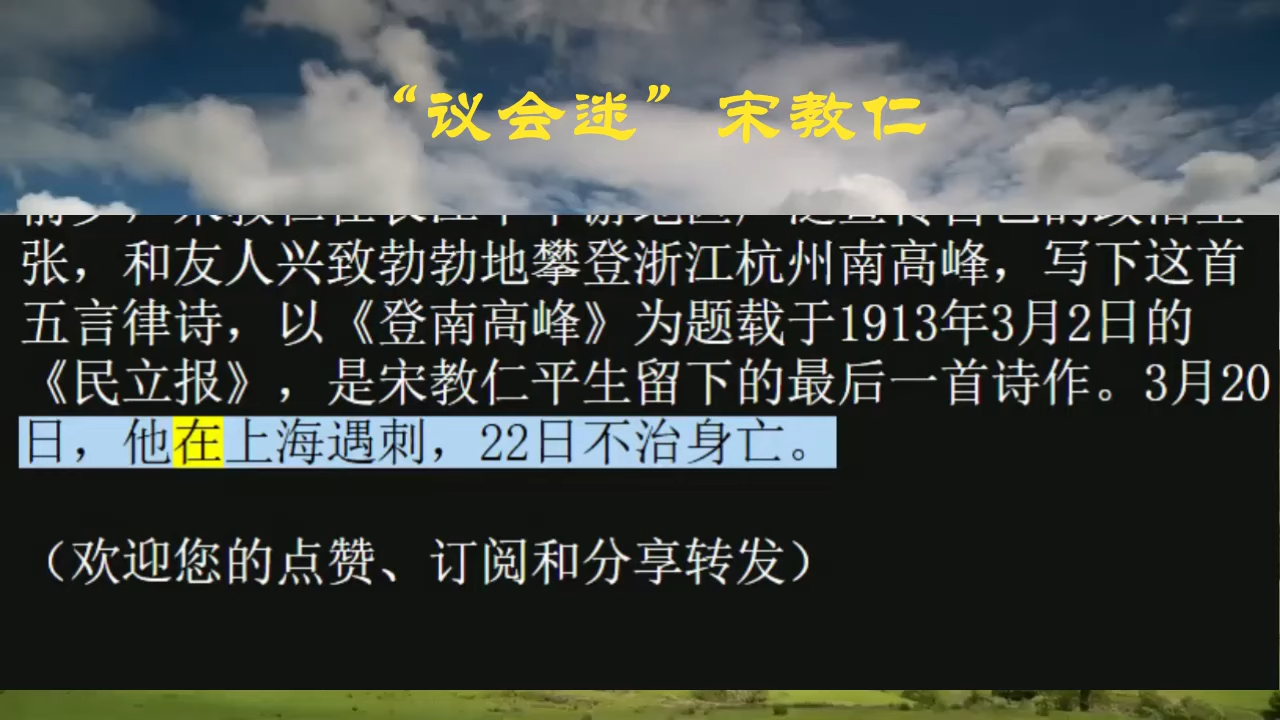 “议会迷”宋教仁
张，和友人兴致勃勃地攀登浙江杭州南高峰，写下这首
五言律诗，以《登南高峰》为题载于1913年3月2日的
《民立报》，是宋教仁平生留下的最后一首诗作。3月20
日，他在上海遇刺，22日不治身亡。
（欢迎您的点赞、订阅和分享转发）